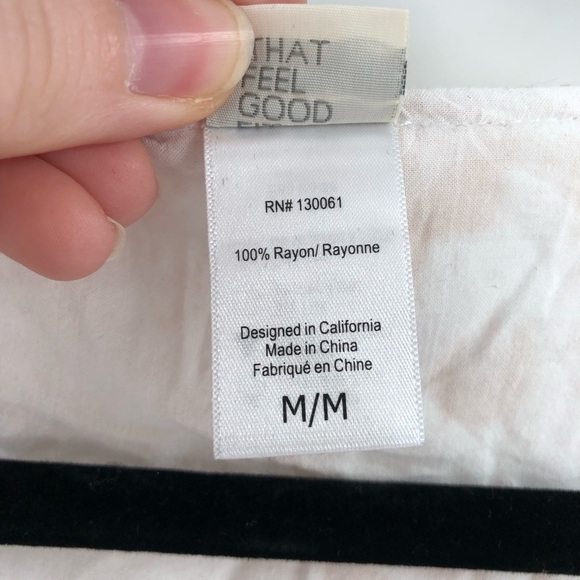 THAT
FEEL
GOOD
RN# 130061
100% Rayon/ Rayonne
Designed in California
Made in China
Fabriqué en Chine
M/M